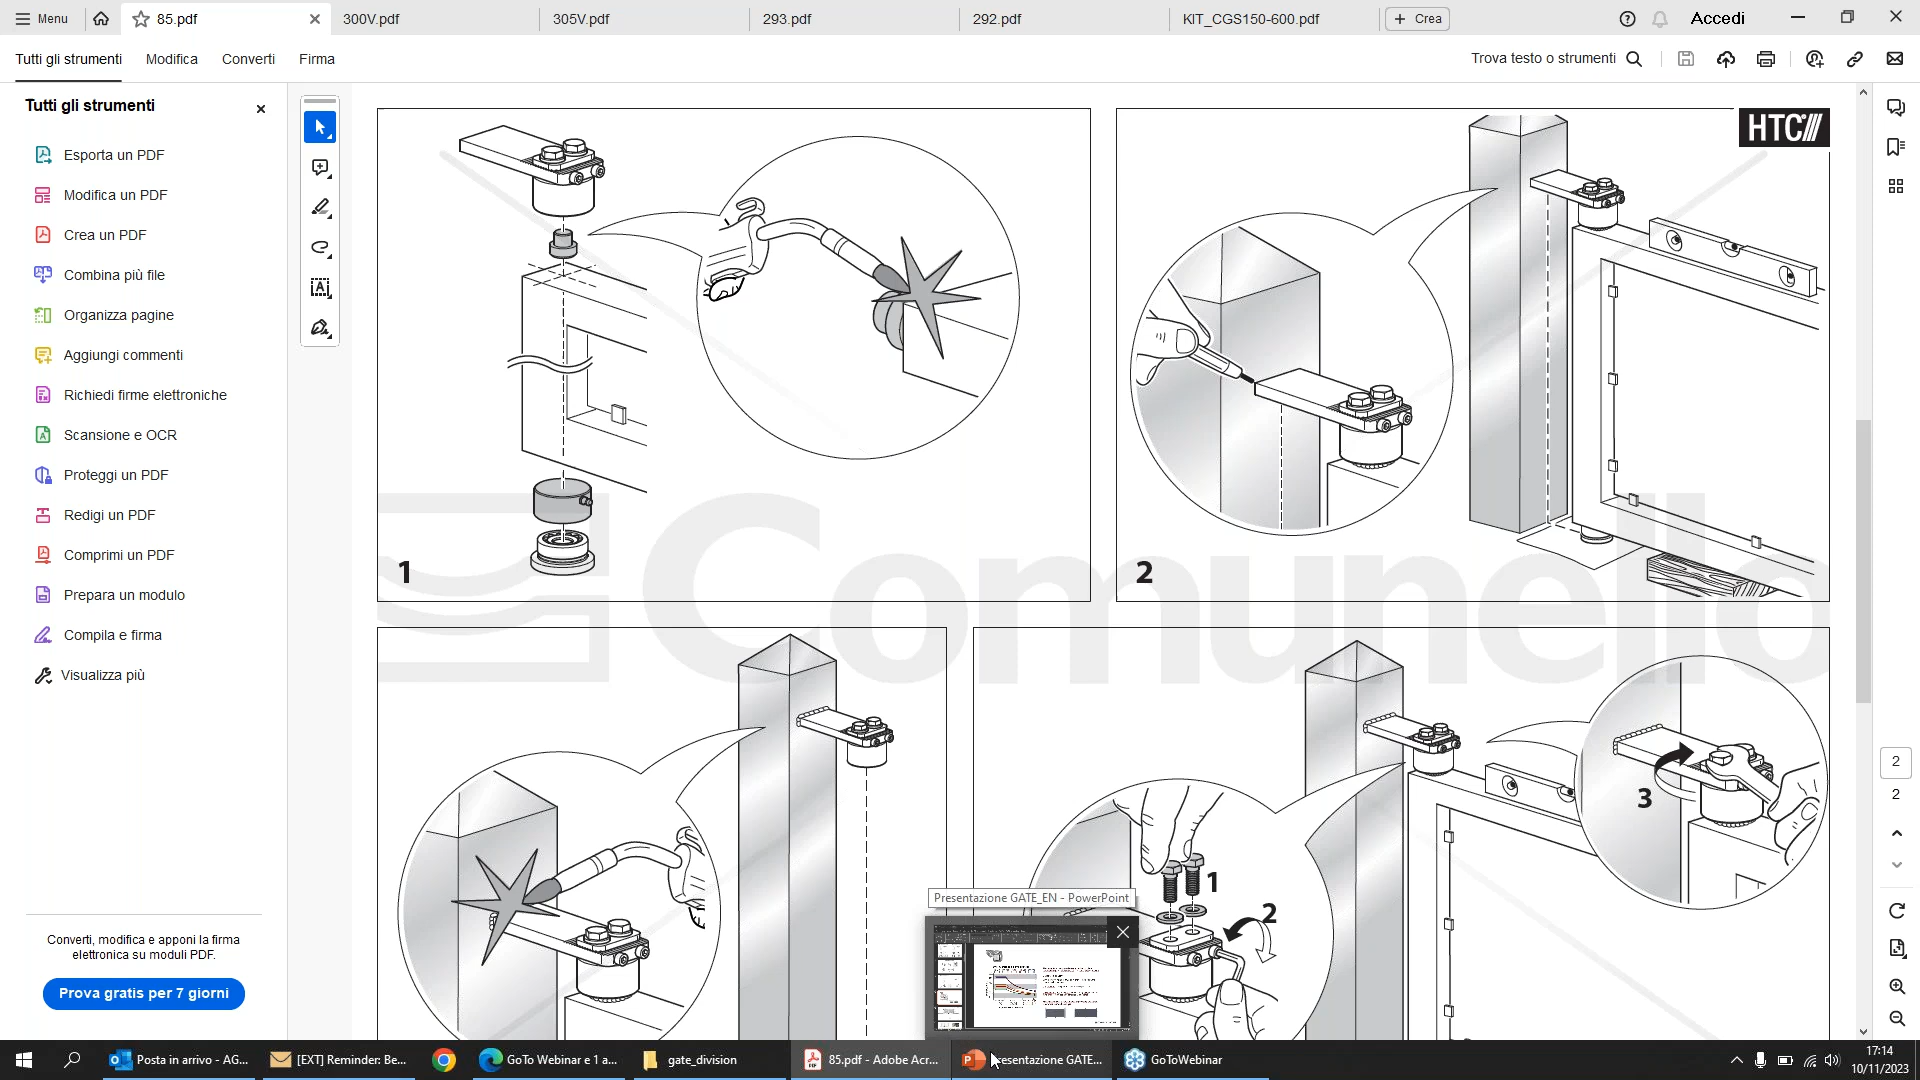 Menu
85.pdf
300V.pdf
305V.pdf
293.pdf
292.pdf
KIT_CGS150-600.pdf
Crea
Accedi
Tutti gli strumenti
Modifica
Converti
Firma
Trova testo o strumenti
Tutti gli strumenti
Esporta un PDF
Modifica un PDF
Crea un PDF
Combina più file
Organizza pagine
Aggiungi commenti
Richiedi firme elettroniche
Scansione e OCR
Proteggi un PDF
Redigi un PDF
Comprimi un PDF
Prepara un modulo
Compila e firma
Visualizza più
Converti, modifica e apponi la firma
elettronica su moduli PDF.
Prova gratis per 7 giorni
HTC
1
2
Comunello
1
2
3
2
2
Presentazione GATE_EN - PowerPoint
Posta in arrivo - AG...
[EXT] Reminder: Be...
GoTo Webinar e 1 a...
gate_division
85.pdf - Adobe Acr...
Presentazione GATE...
GoToWebinar
17:14
10/11/2023